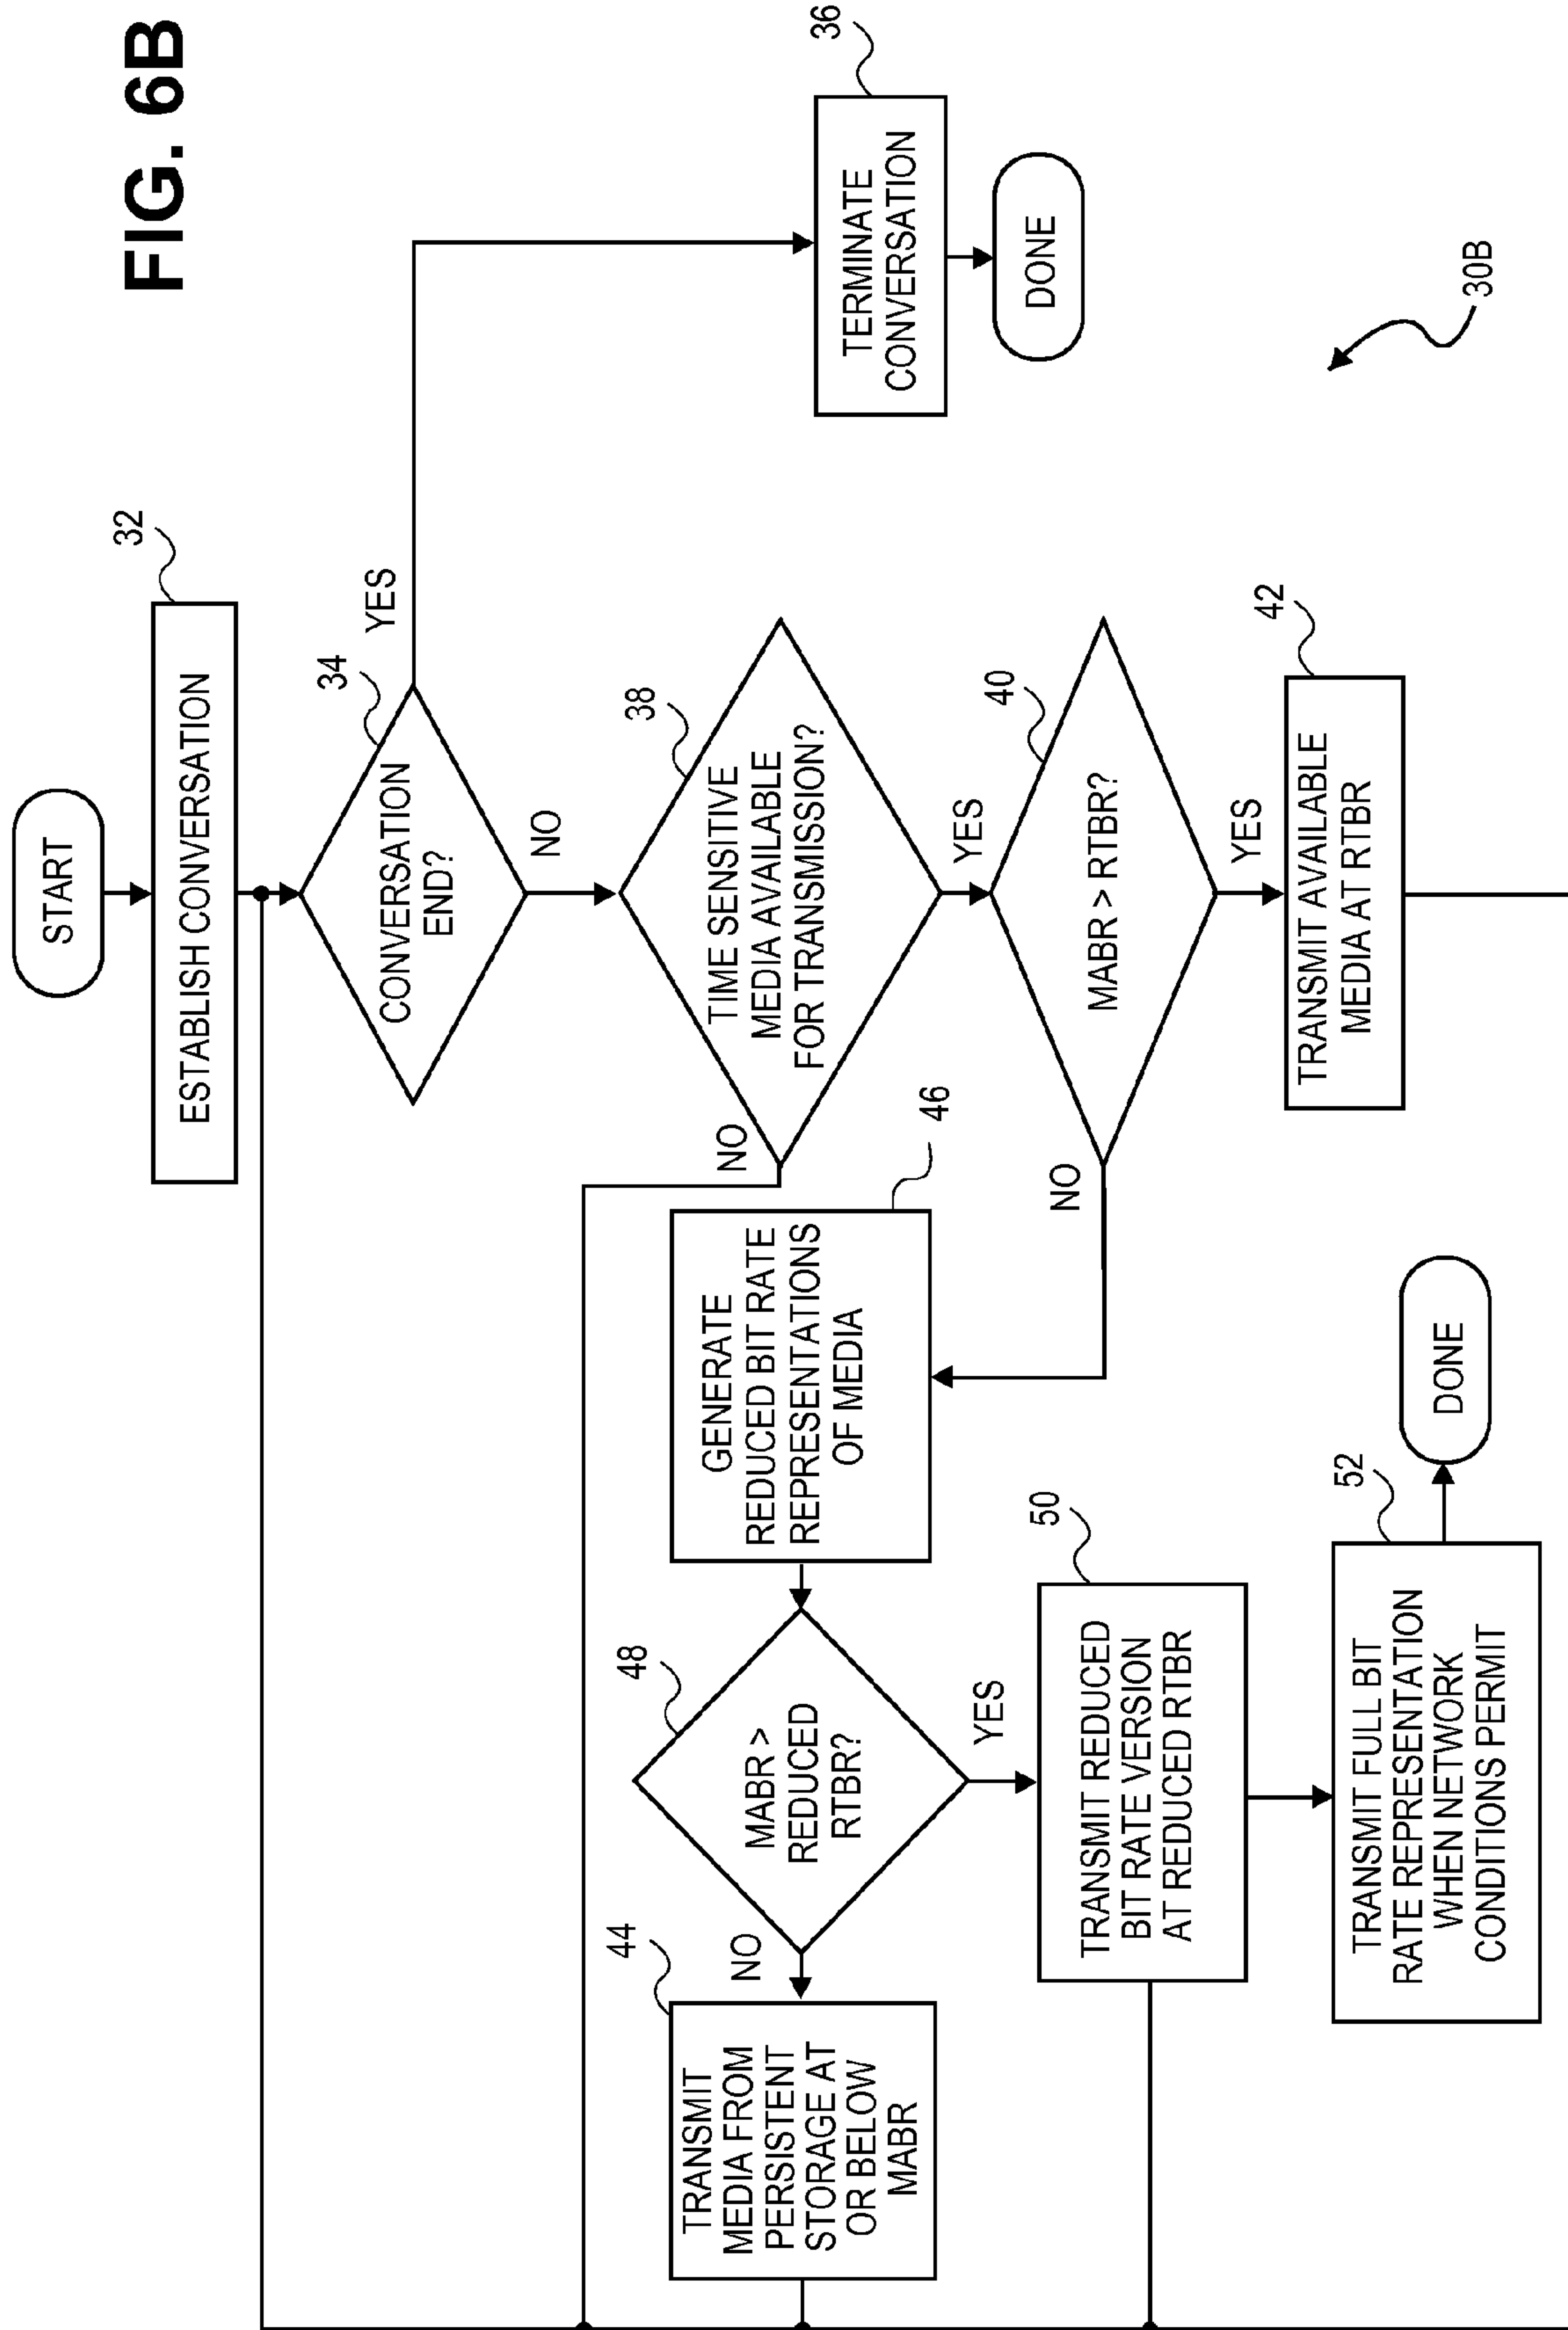 FIG. 6B
START
32
ESTABLISH CONVERSATION
34
CONVERSATION
END?
YES
NO
36
TERMINATE
CONVERSATION
DONE
38
TIME SENSITIVE
MEDIA AVAILABLE
FOR TRANSMISSION?
NO
YES
40
MABR > RTBR?
NO
YES
42
TRANSMIT AVAILABLE
MEDIA AT RTBR
46
GENERATE
REDUCED BIT RATE
REPRESENTATIONS
OF MEDIA
48
MABR >
REDUCED
RTBR?
NO
YES
44
TRANSMIT
MEDIA FROM
PERSISTENT
STORAGE AT
OR BELOW
MABR
50
TRANSMIT REDUCED
BIT RATE VERSION
AT REDUCED RTBR
52
TRANSMIT FULL BIT
RATE REPRESENTATION
WHEN NETWORK
CONDITIONS PERMIT
DONE
30B